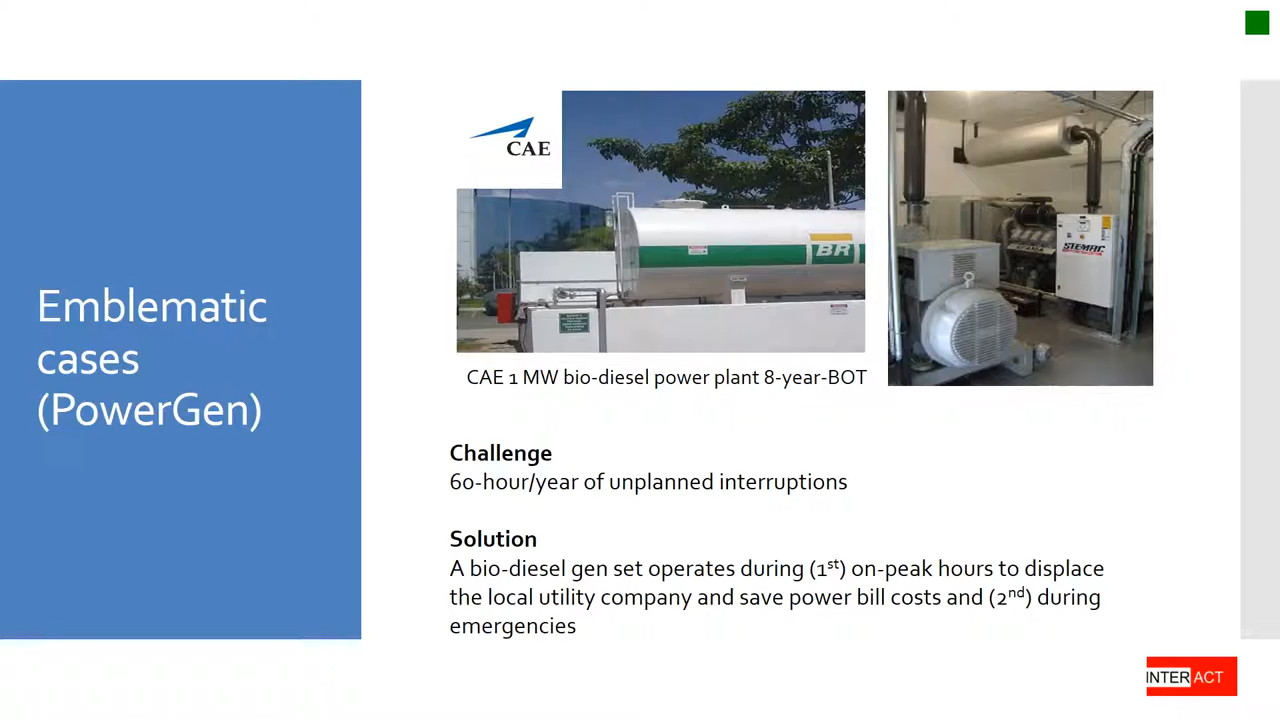 Emblematic
cases
(PowerGen)
CAE
BR
STEMAC
CAE 1 MW bio-diesel power plant 8-year-BOT
Challenge
60-hour/year of unplanned interruptions
Solution
A bio-diesel gen set operates during (1st) on-peak hours to displace
the local utility company and save power bill costs and (2nd) during
emergencies
INTERACT